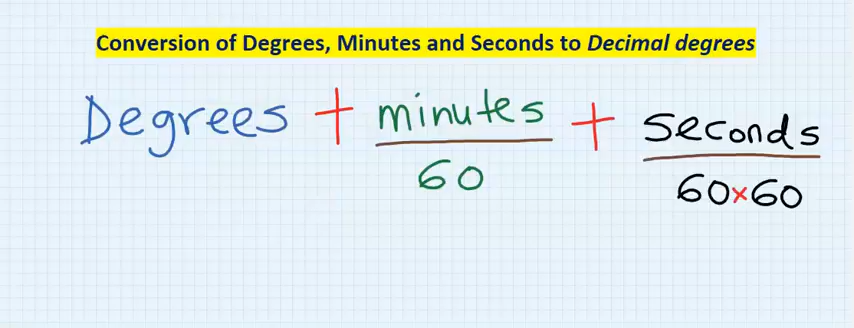 Conversion of Degrees, Minutes and Seconds to Decimal degrees
Degrees + minutes/60 + seconds/60×60